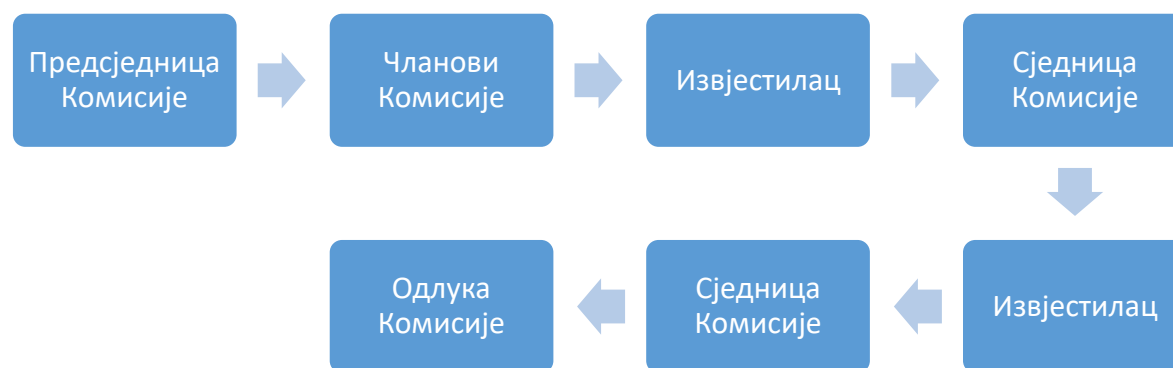 Предсједница
Комисије
Чланови
Комисије
Извјестилац
Сједница
Комисије
Извјестилац
Сједница
Комисије
Одлука
Комисије